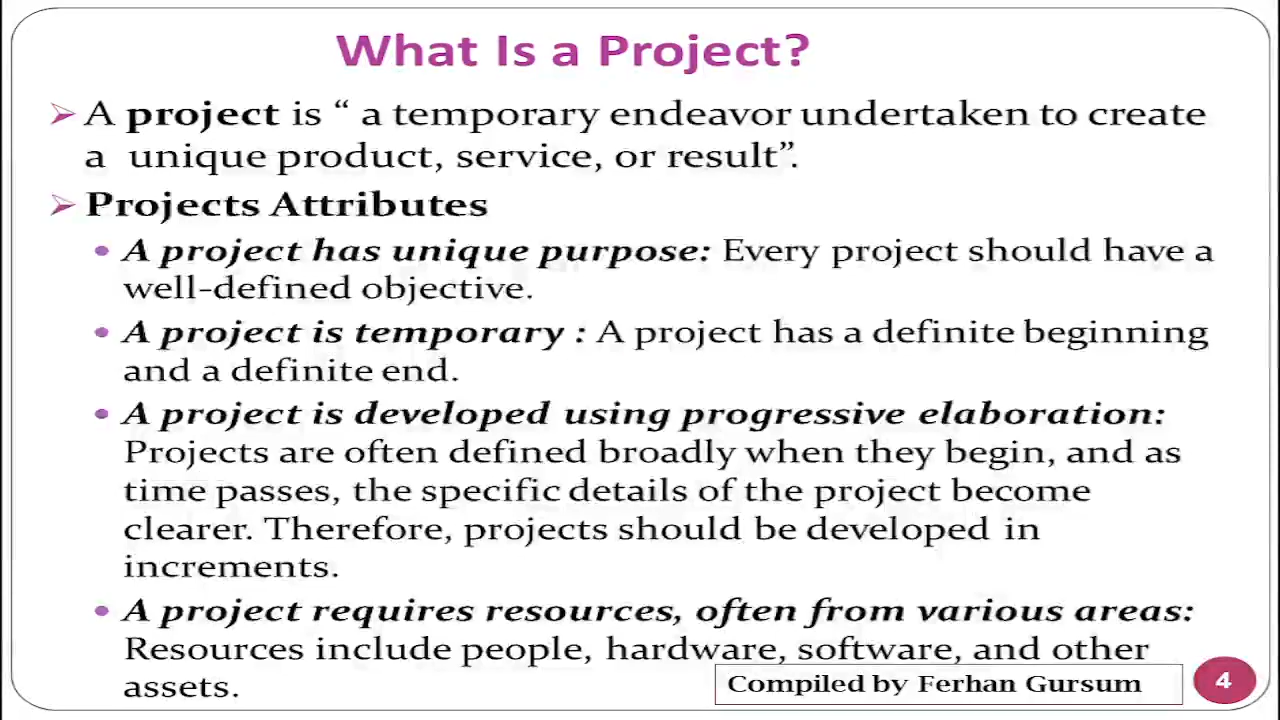 What Is a Project?
A project is “ a temporary endeavor undertaken to create
a unique product, service, or result”.
Projects Attributes
A project has unique purpose: Every project should have a
well-defined objective.
A project is temporary : A project has a definite beginning
and a definite end.
A project is developed using progressive elaboration:
Projects are often defined broadly when they begin, and as
time passes, the specific details of the project become
clearer. Therefore, projects should be developed in
increments.
A project requires resources, often from various areas:
Resources include people, hardware, software, and other
assets.
Compiled by Ferhan Gursum
4